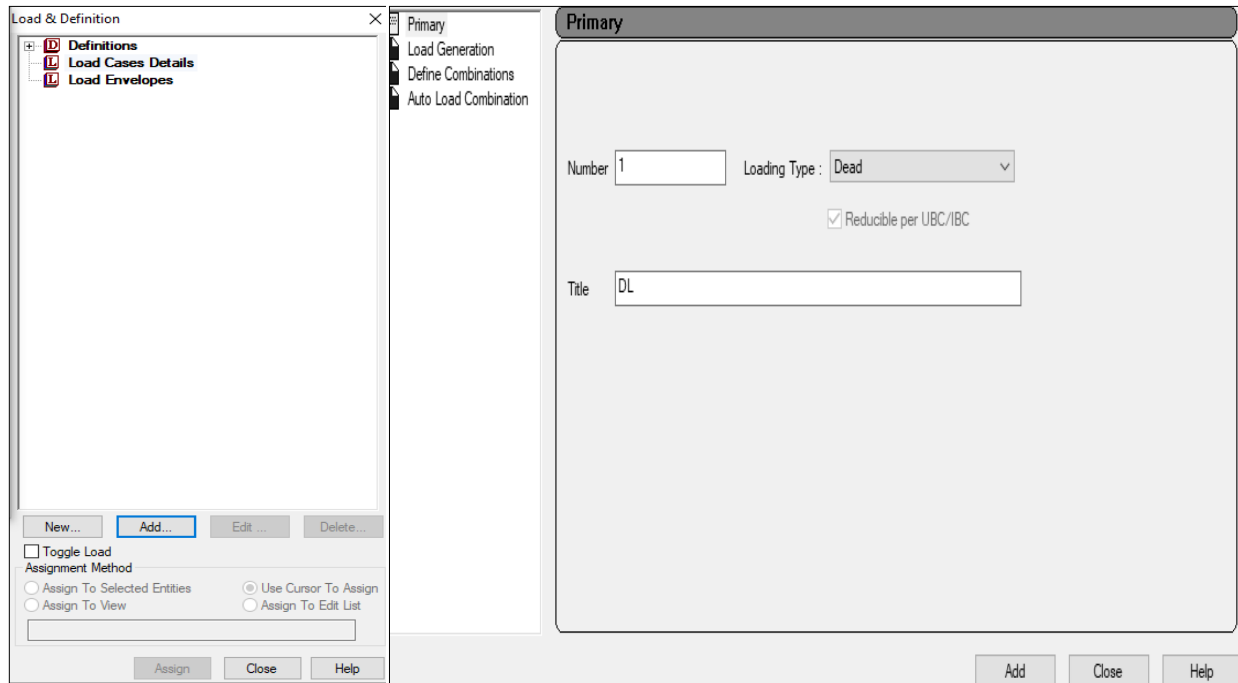 Load & Definition
Definitions
Load Cases Details
Load Envelopes
New...
Add...
Edit ...
Delete...
Toggle Load
Assignment Method
Assign To Selected Entities
Use Cursor To Assign
Assign To View
Assign To Edit List
Assign
Close
Help
Primary
Load Generation
Define Combinations
Auto Load Combination
Primary
Number 1
Loading Type : Dead
Reducible per UBC/IBC
Title DL
Add
Close
Help